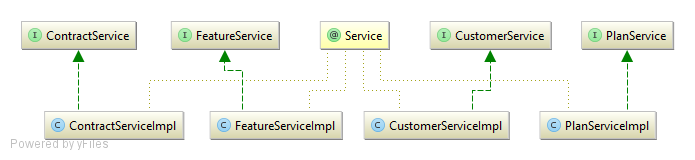 I ContractService
I FeatureService
@ Service
I CustomerService
I PlanService
C ContractServiceImpl
C FeatureServiceImpl
C CustomerServiceImpl
C PlanServiceImpl
Powered by yFiles